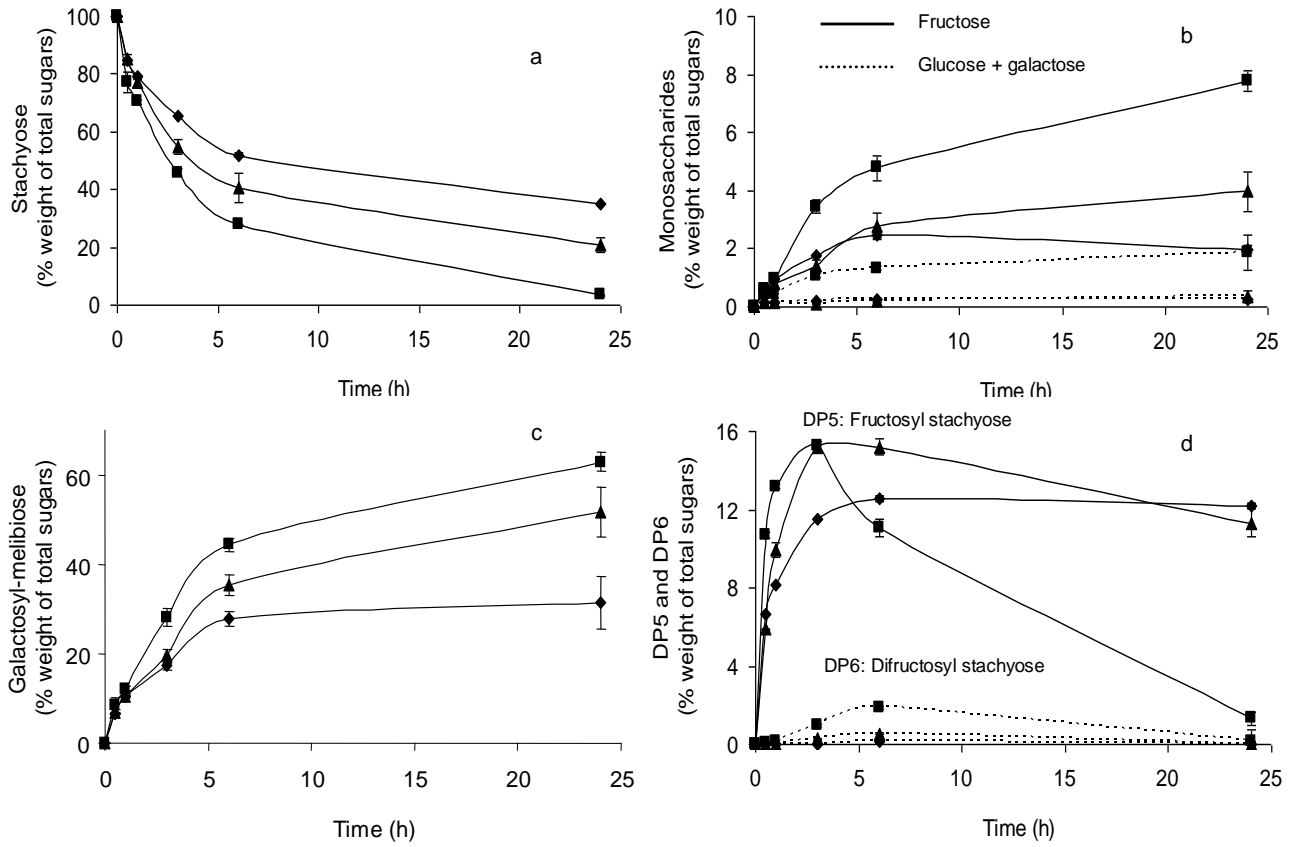 100
80
60
40
20
0
Stachyose
(% weight of total sugars)
0 5 10 15 20 25
Time (h)
a
10
8
6
4
2
0
Monosaccharides
(% weight of total sugars)
Fructose
Glucose + galactose
b
0 5 10 15 20 25
Time (h)
60
40
20
0
Galactosyl-melibiose
(% weight of total sugars)
c
0 5 10 15 20 25
Time (h)
16
12
8
4
0
DP5 and DP6
(% weight of total sugars)
DP5: Fructosyl stachyose
d
DP6: Difructosyl stachyose
0 5 10 15 20 25
Time (h)